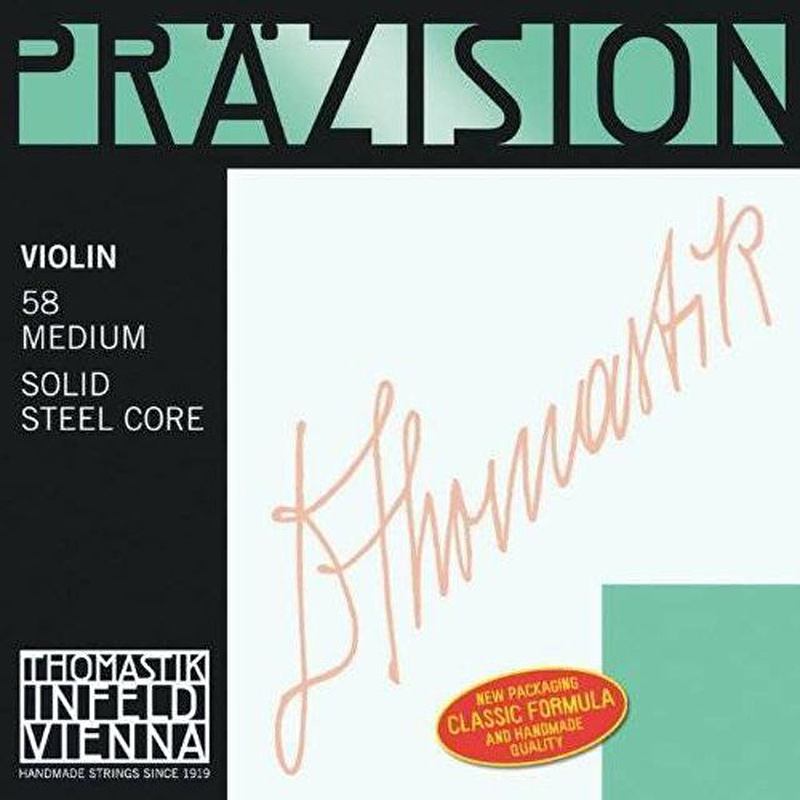 PRÄZISION
VIOLIN
58
MEDIUM
SOLID
STEEL CORE
Thomastik
THOMASTIK
INFELD
VIENNA
HANDMADE STRINGS SINCE 1919
NEW PACKAGING
CLASSIC FORMULA
AND HANDMADE
QUALITY